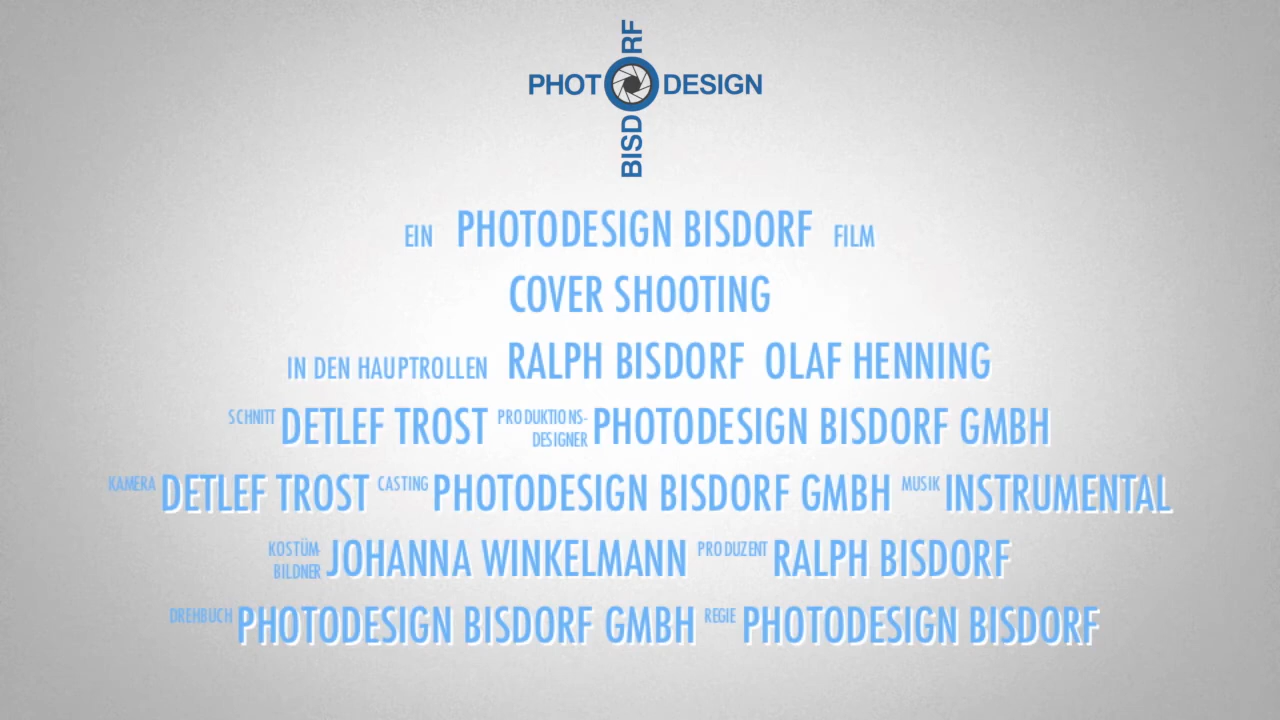 PHOTODESIGN
BISDORF
EIN PHOTODESIGN BISDORF FILM
COVER SHOOTING
IN DEN HAUPTROLLEN RALPH BISDORF OLAF HENNING
SCHNITT DETLEF TROST PRODUKTIONS-DESIGNER PHOTODESIGN BISDORF GMBH
KAMERA DETLEF TROST CASTING PHOTODESIGN BISDORF GMBH MUSIK INSTRUMENTAL
KOSTÜM-BILDNER JOHANNA WINKELMANN PRODUZENT RALPH BISDORF
DREHBUCH PHOTODESIGN BISDORF GMBH REGIE PHOTODESIGN BISDORF